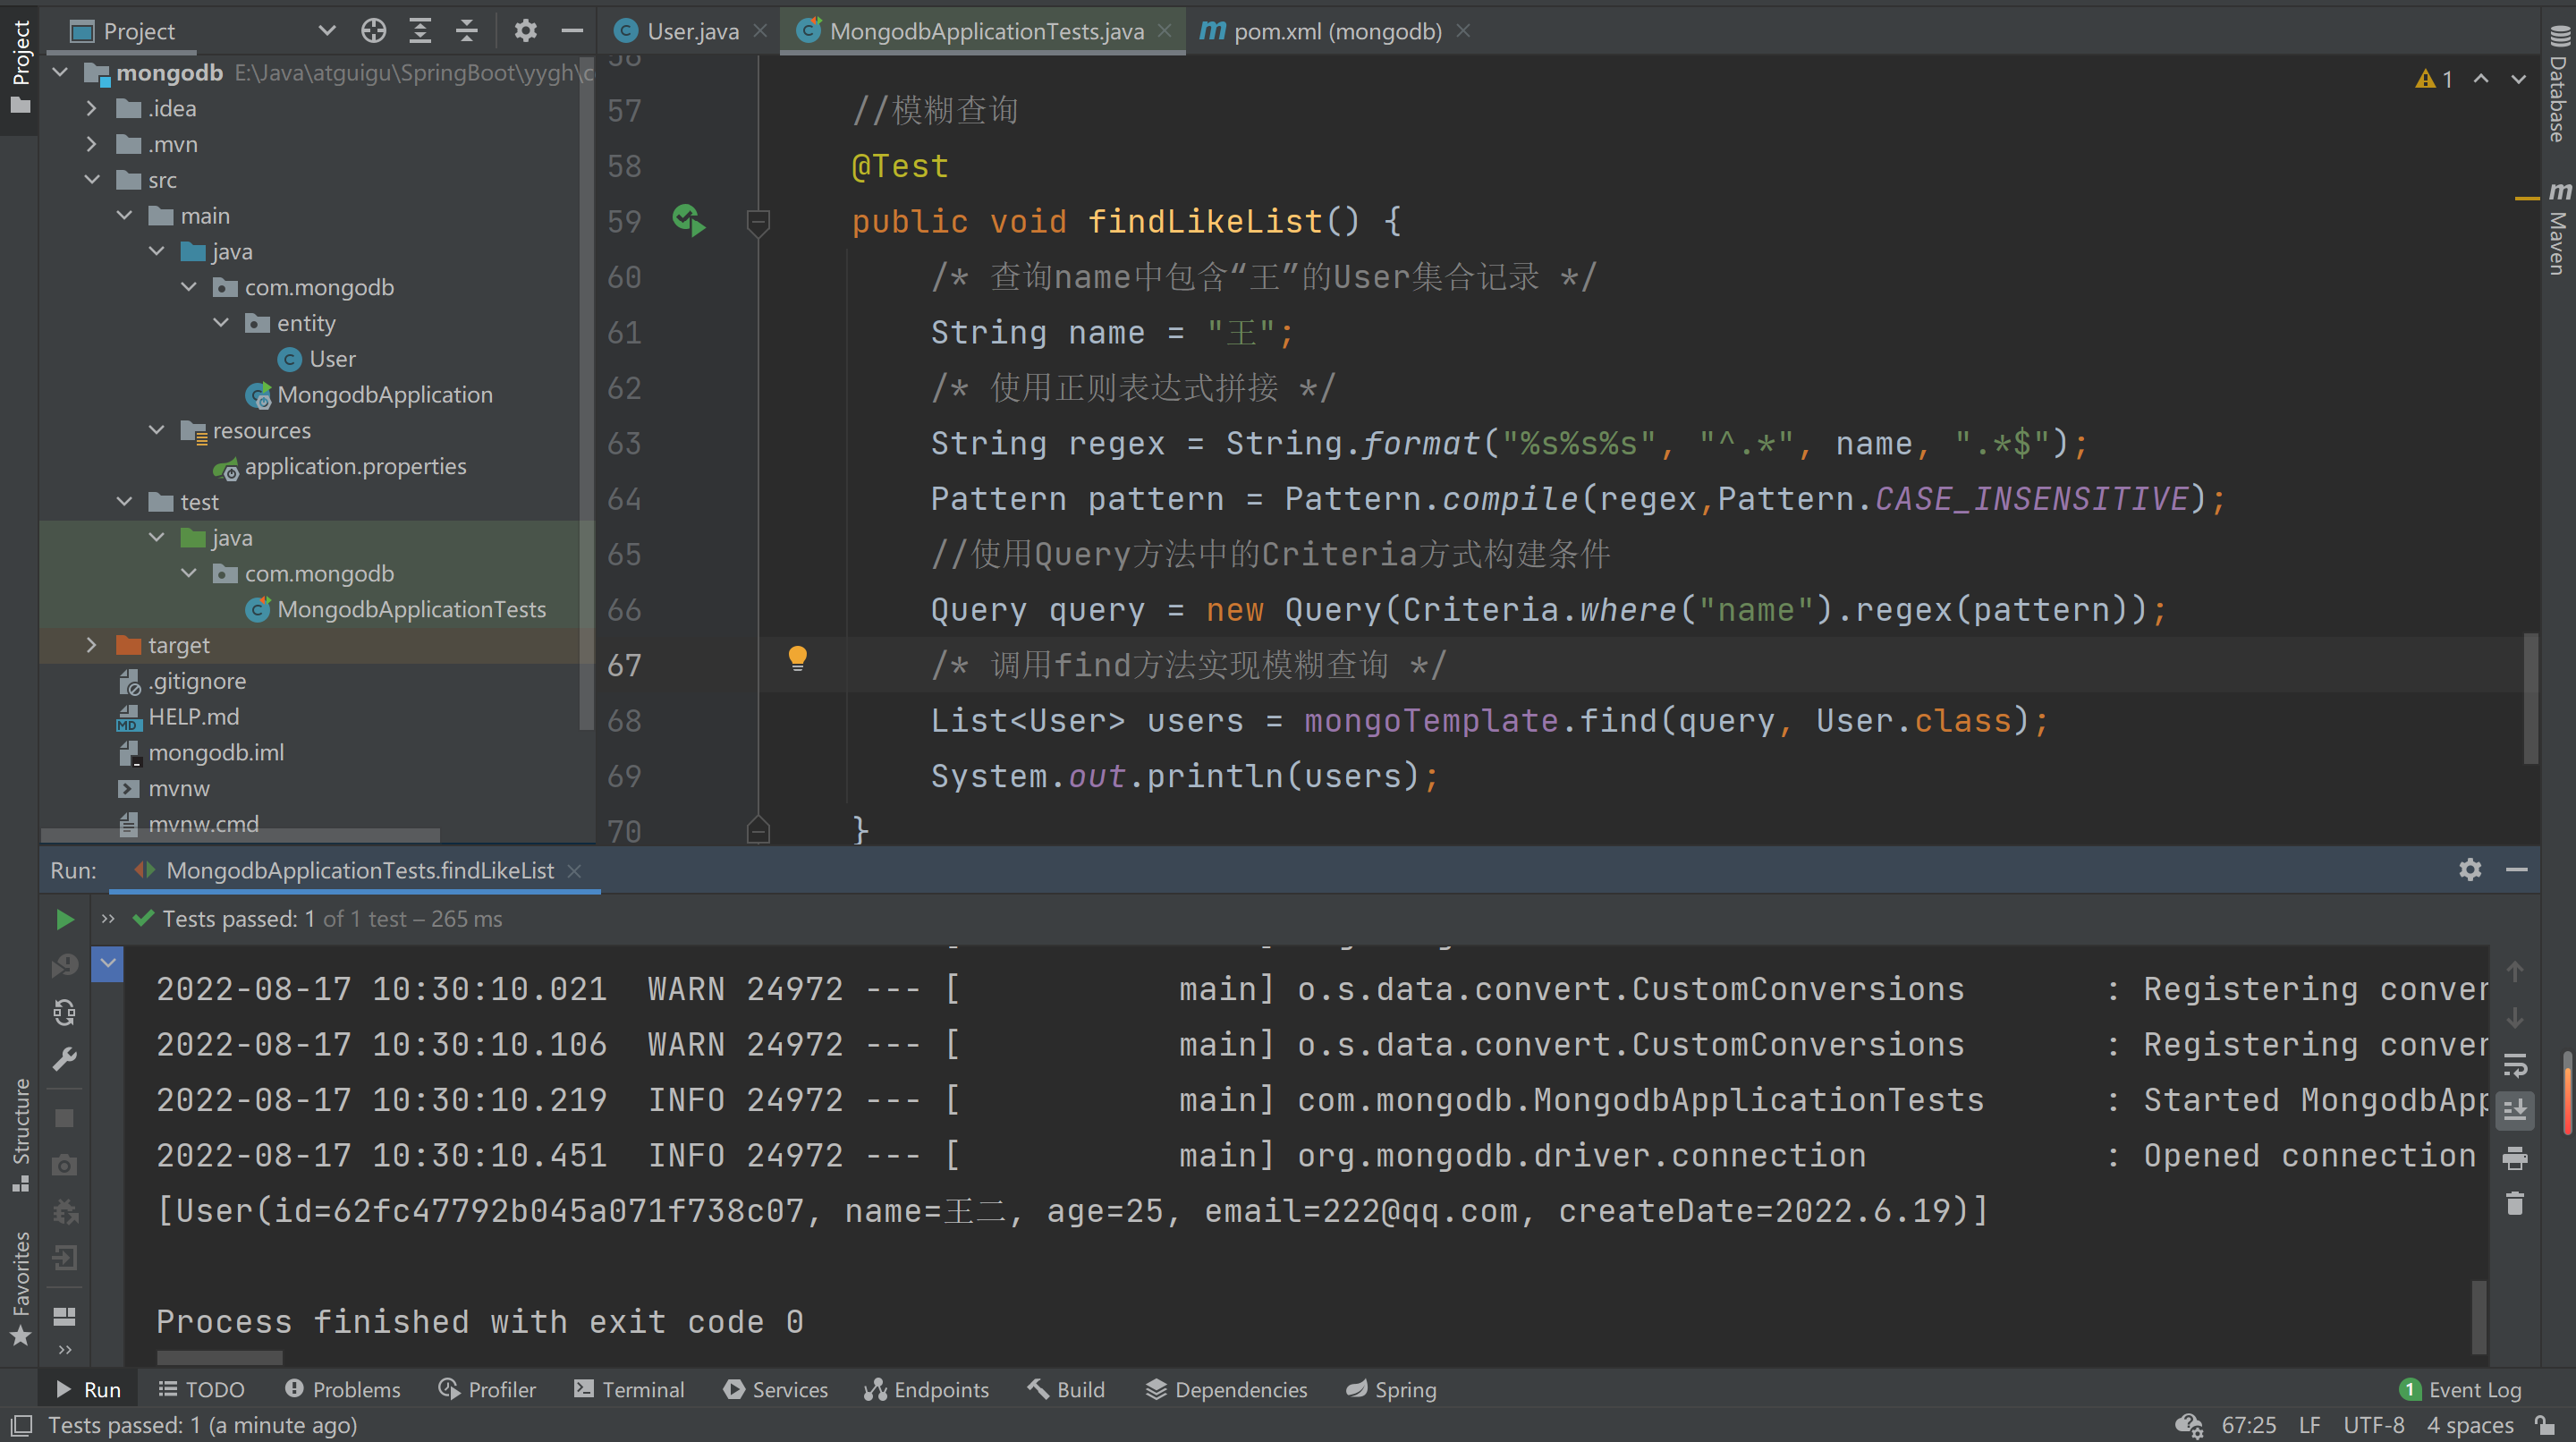 Project
User.java
MongodbApplicationTests.java
pom.xml (mongodb)
Project
Database
Maven
Structure
Favorites
mongodb E:\Java\atguigu\SpringBoot\yygh\c
.idea
.mvn
src
main
java
com.mongodb
entity
User
MongodbApplication
resources
application.properties
test
java
com.mongodb
MongodbApplicationTests
target
.gitignore
HELP.md
mongodb.iml
mvnw
mvnw.cmd
1
56
57 //模糊查询
58 @Test
59 public void findLikeList() {
60 /* 查询name中包含“王”的User集合记录 */
61 String name = "王";
62 /* 使用正则表达式拼接 */
63 String regex = String.format("%s%s%s", "^.*", name, ".*$");
64 Pattern pattern = Pattern.compile(regex,Pattern.CASE_INSENSITIVE);
65 //使用Query方法中的Criteria方式构建条件
66 Query query = new Query(Criteria.where("name").regex(pattern));
67 /* 调用find方法实现模糊查询 */
68 List<User> users = mongoTemplate.find(query, User.class);
69 System.out.println(users);
70 }
Run: MongodbApplicationTests.findLikeList
Tests passed: 1 of 1 test – 265 ms
2022-08-17 10:30:10.021  WARN 24972 --- [           main] o.s.data.convert.CustomConversions       : Registering conver
2022-08-17 10:30:10.106  WARN 24972 --- [           main] o.s.data.convert.CustomConversions       : Registering conver
2022-08-17 10:30:10.219  INFO 24972 --- [           main] com.mongodb.MongodbApplicationTests      : Started MongodbApp
2022-08-17 10:30:10.451  INFO 24972 --- [           main] org.mongodb.driver.connection            : Opened connection
[User(id=62fc47792b045a071f738c07, name=王二, age=25, email=222@qq.com, createDate=2022.6.19)]
Process finished with exit code 0
Run TODO Problems Profiler Terminal Services Endpoints Build Dependencies Spring 1 Event Log
Tests passed: 1 (a minute ago) 67:25 LF UTF-8 4 spaces